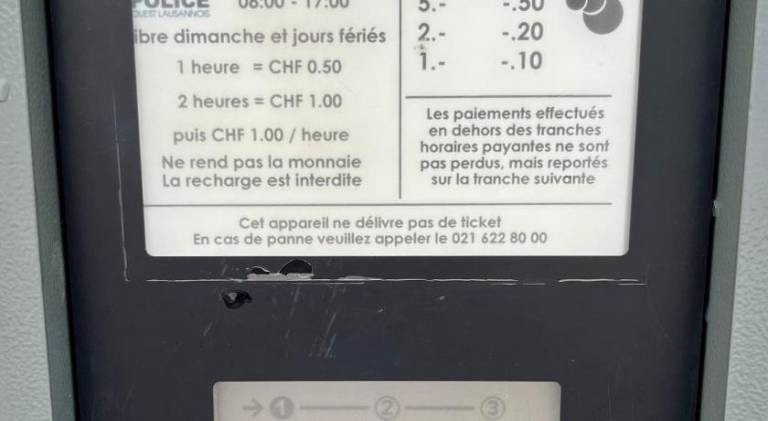 POLICE
OUEST LAUSANNOIS
08:00 - 17:00
ibre dimanche et jours fériés
1 heure = CHF 0.50
2 heures = CHF 1.00
puis CHF 1.00 / heure
Ne rend pas la monnaie
La recharge est interdite
5.- -.50
2.- -.20
1.- -.10
Les paiements effectués
en dehors des tranches
horaires payantes ne sont
pas perdus, mais reportés
sur la tranche suivante
Cet appareil ne délivre pas de ticket
En cas de panne veuillez appeler le 021 622 80 00
1 2 3